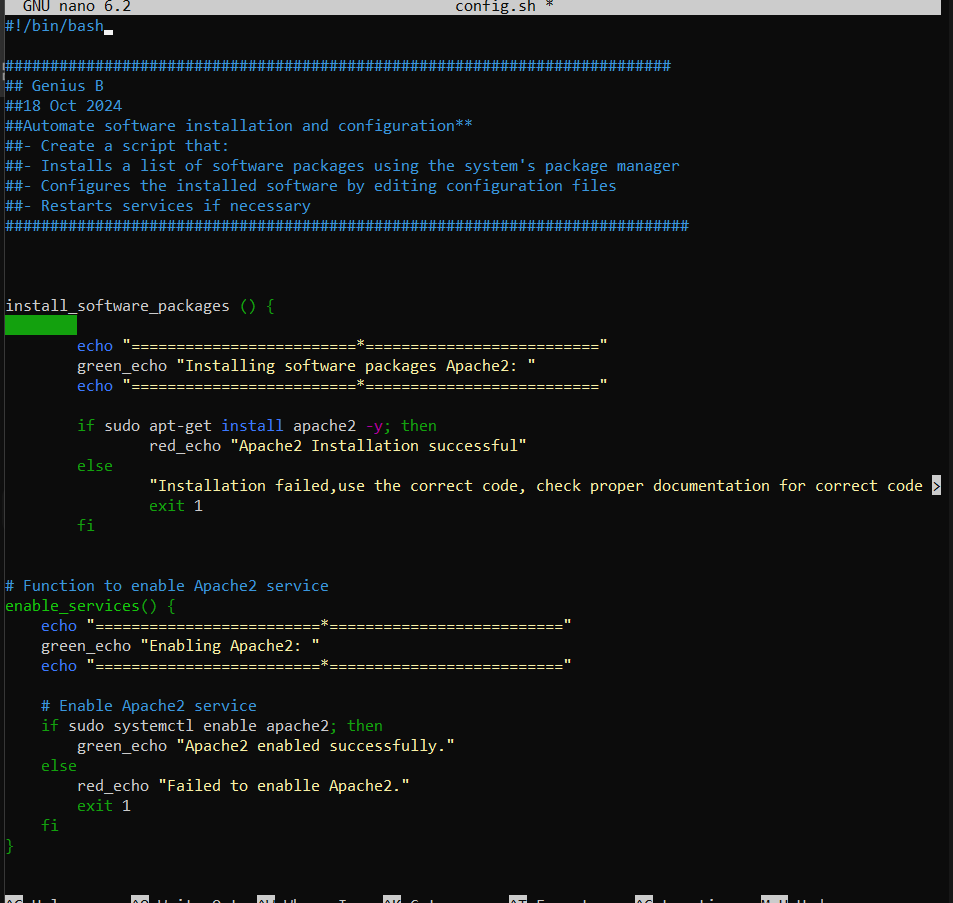 GNU nano 6.2 config.sh *
#!/bin/bash
##########################################################################
## Genius B
##18 Oct 2024
##Automate software installation and configuration**
##- Create a script that:
##- Installs a list of software packages using the system's package manager
##- Configures the installed software by editing configuration files
##- Restarts services if necessary
############################################################################
install_software_packages () {
echo "=========================*=========================="
green_echo "Installing software packages Apache2: "
echo "=========================*=========================="
if sudo apt-get install apache2 -y; then
red_echo "Apache2 Installation successful"
else
"Installation failed,use the correct code, check proper documentation for correct code >
exit 1
fi
# Function to enable Apache2 service
enable_services() {
echo "=========================*=========================="
green_echo "Enabling Apache2: "
echo "=========================*=========================="
# Enable Apache2 service
if sudo systemctl enable apache2; then
green_echo "Apache2 enabled successfully."
else
red_echo "Failed to enablle Apache2."
exit 1
fi
}